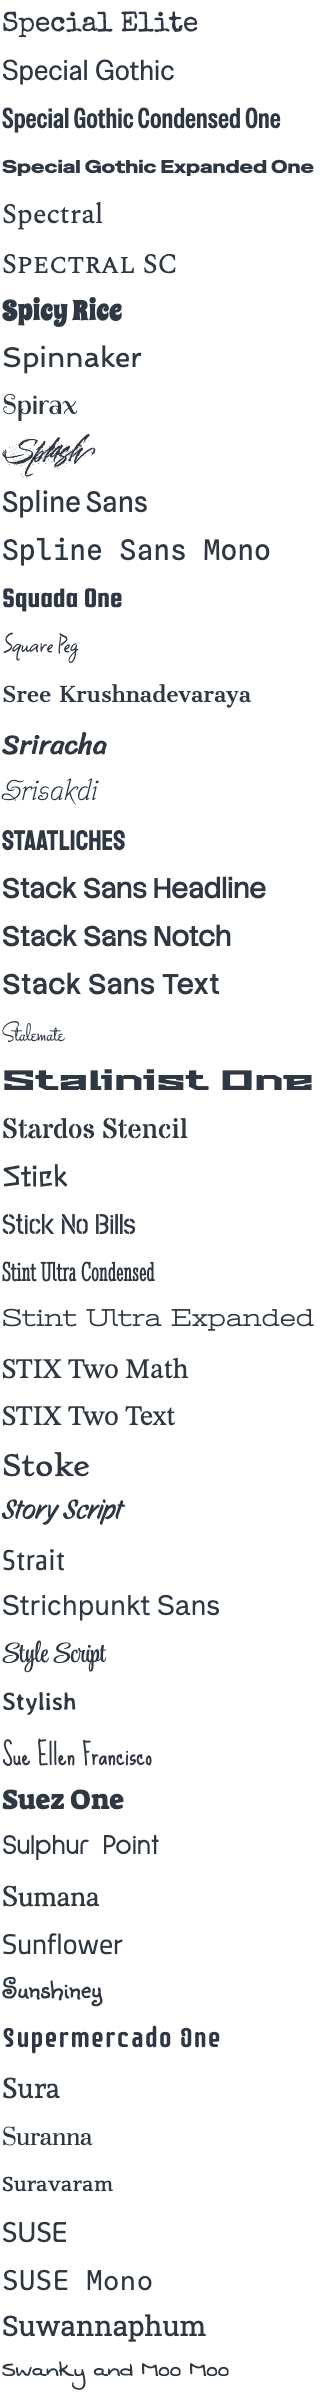 Special Elite
Special Gothic
Special Gothic Condensed One
Special Gothic Expanded One
Spectral
Spectral SC
Spicy Rice
Spinnaker
Spirax
Splash
Spline Sans
Spline Sans Mono
Squada One
Square Peg
Sree Krushnadevaraya
Sriracha
Srisakdi
STAATLICHES
Stack Sans Headline
Stack Sans Notch
Stack Sans Text
Stalemate
Stalinist One
Stardos Stencil
Stick
Stick No Bills
Stint Ultra Condensed
Stint Ultra Expanded
STIX Two Math
STIX Two Text
Stoke
Story Script
Strait
Strichpunkt Sans
Style Script
Stylish
Sue Ellen Francisco
Suez One
Sulphur Point
Sumana
Sunflower
Sunshiney
Supermercado One
Sura
Suranna
Suravaram
SUSE
SUSE Mono
Suwannaphum
Swanky and Moo Moo